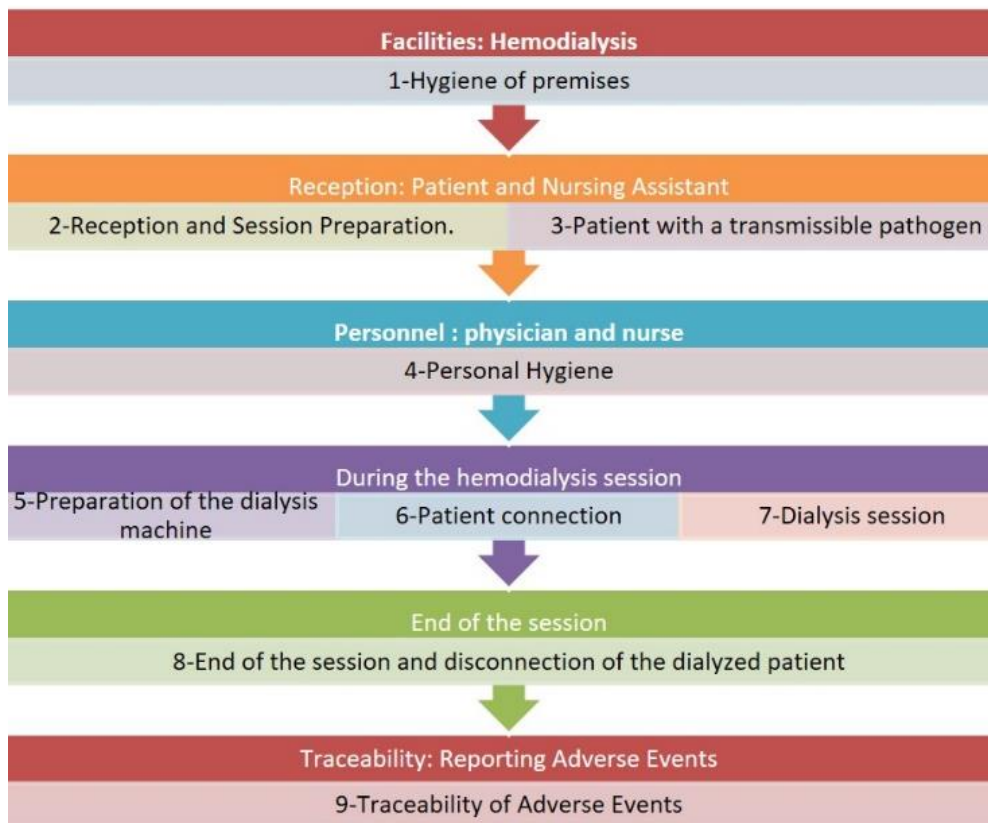 Facilities: Hemodialysis
1-Hygiene of premises
Reception: Patient and Nursing Assistant
2-Reception and Session Preparation.
3-Patient with a transmissible pathogen
Personnel : physician and nurse
4-Personal Hygiene
During the hemodialysis session
5-Preparation of the dialysis
machine
6-Patient connection
7-Dialysis session
End of the session
8-End of the session and disconnection of the dialyzed patient
Traceability: Reporting Adverse Events
9-Traceability of Adverse Events